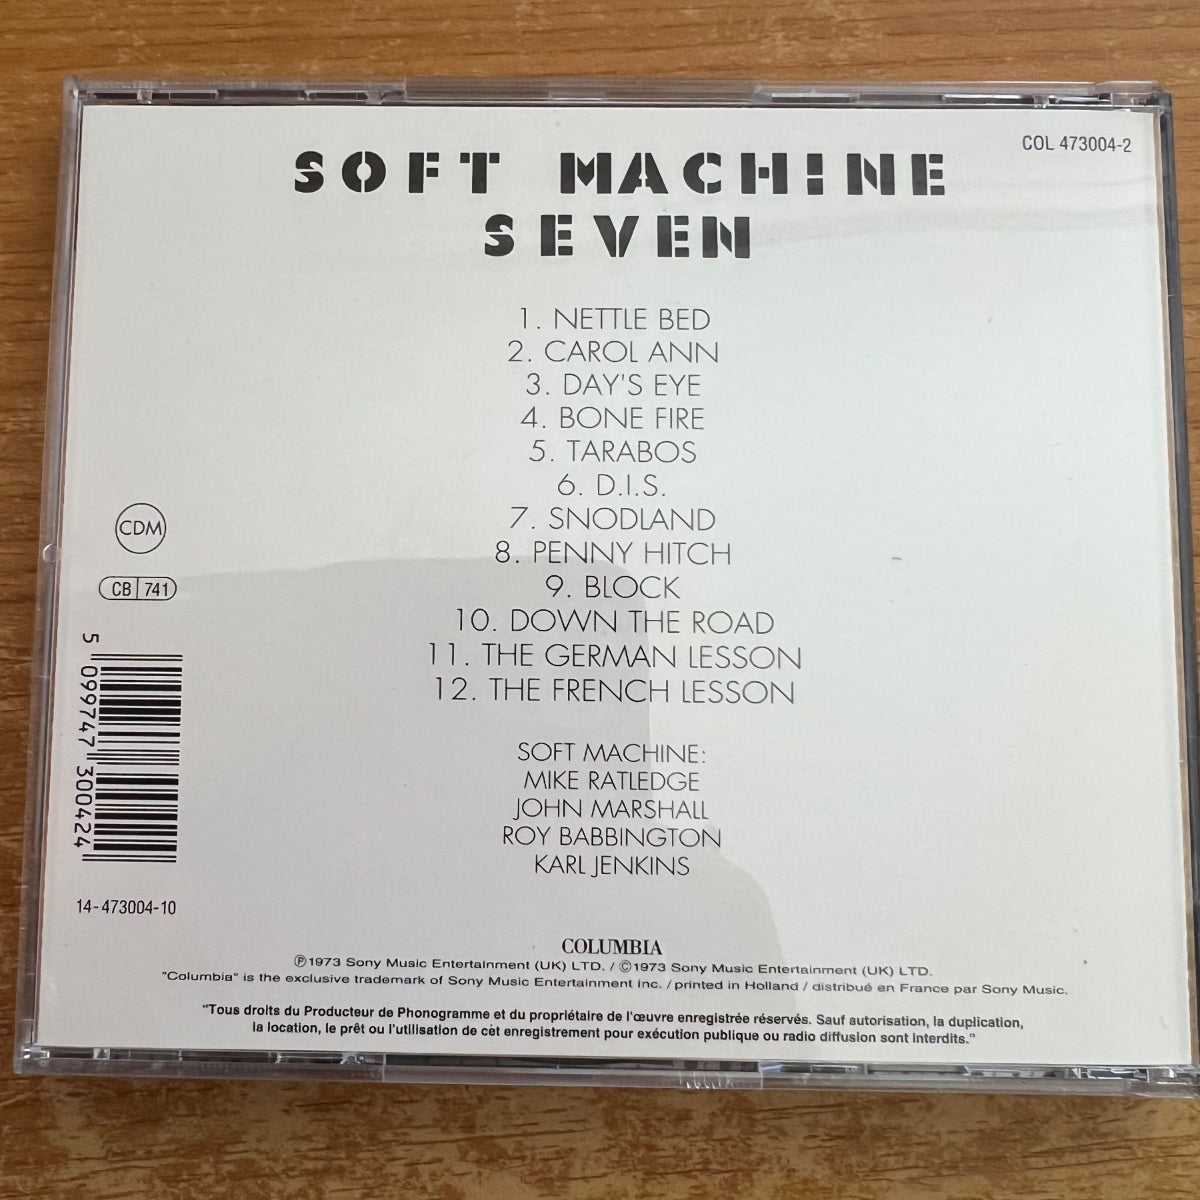 COL 473004-2
SOFT MACHINE
SEVEN
1. NETTLE BED
2. CAROL ANN
3. DAY'S EYE
4. BONE FIRE
5. TARABOS
6. D.I.S.
7. SNODLAND
8. PENNY HITCH
9. BLOCK
10. DOWN THE ROAD
11. THE GERMAN LESSON
12. THE FRENCH LESSON
CDM
CB 741
5 099747 300424
14-473004-10
SOFT MACHINE:
MIKE RATLEDGE
JOHN MARSHALL
ROY BABBINGTON
KARL JENKINS
COLUMBIA
℗1973 Sony Music Entertainment (UK) LTD. / ©1973 Sony Music Entertainment (UK) LTD.
"Columbia" is the exclusive trademark of Sony Music Entertainment Inc. / printed in Holland / distribué en France par Sony Music.
"Tous droits du Producteur de Phonogramme et du propriétaire de l'œuvre enregistrée réservés. Sauf autorisation, la duplication,
la location, le prêt ou l'utilisation de cèt enregistrement pour exécution publique ou radio diffusion sont interdits."